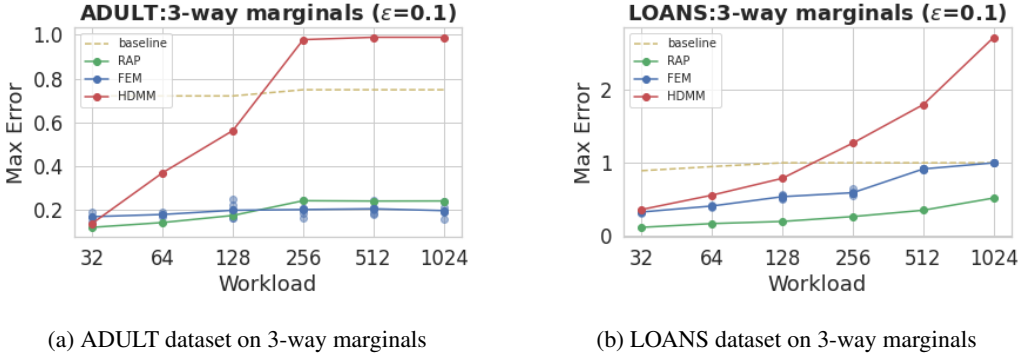 ADULT:3-way marginals (ε=0.1)
Max Error
1.0
0.8
0.6
0.4
0.2
baseline
RAP
FEM
HDMM
32 64 128 256 512 1024
Workload
(a) ADULT dataset on 3-way marginals
LOANS:3-way marginals (ε=0.1)
Max Error
2
1
0
baseline
RAP
FEM
HDMM
32 64 128 256 512 1024
Workload
(b) LOANS dataset on 3-way marginals